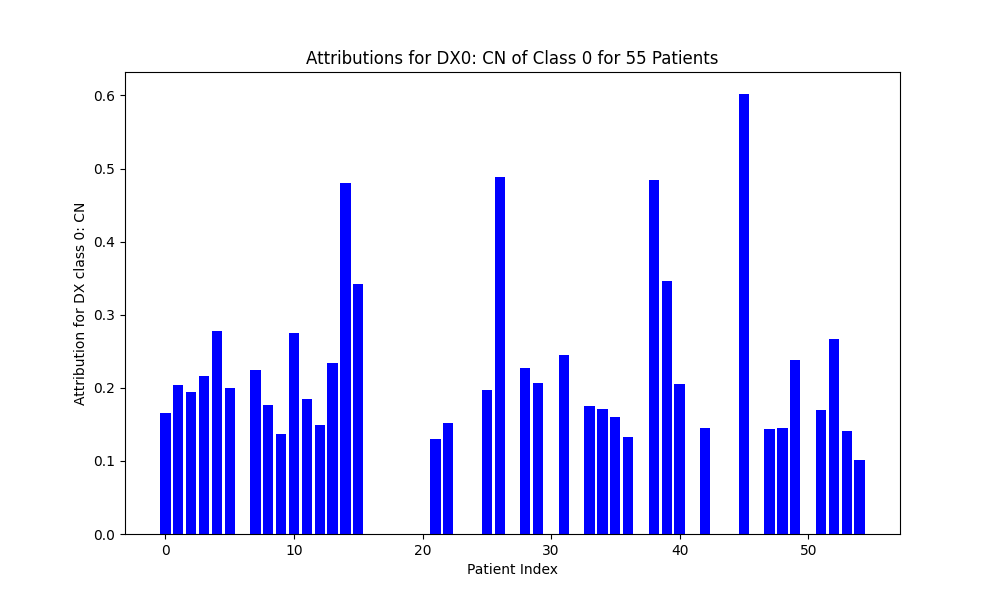 Attributions for DX0: CN of Class 0 for 55 Patients
Attribution for DX class 0: CN
0.6
0.5
0.4
0.3
0.2
0.1
0.0
0 10 20 30 40 50
Patient Index